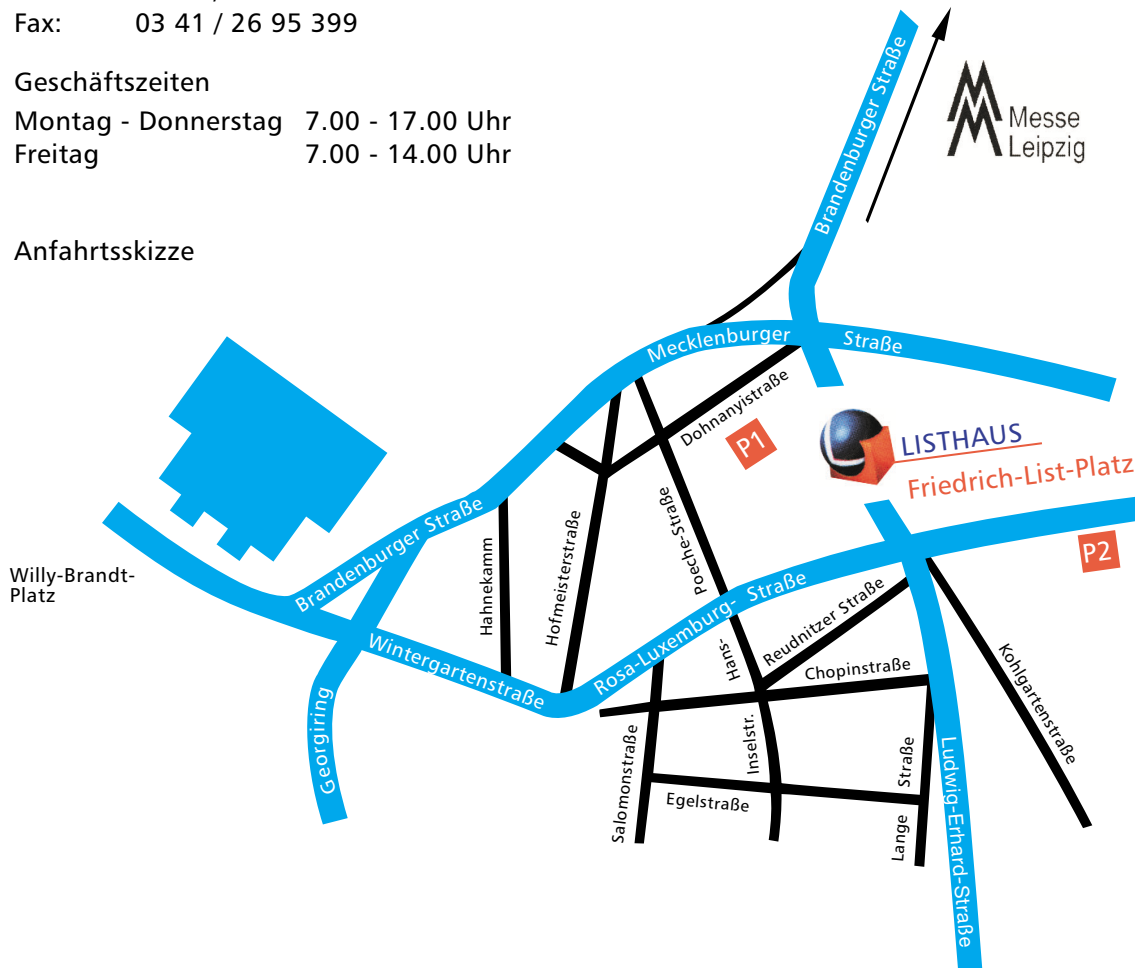 Fax: 03 41 / 26 95 399
Geschäftszeiten
Montag - Donnerstag 7.00 - 17.00 Uhr
Freitag 7.00 - 14.00 Uhr
Anfahrtsskizze
Messe
Leipzig
Brandenburger Straße
Mecklenburger Straße
Dohnanyistraße
P1
LISTHAUS
Friedrich-List-Platz
P2
Willy-Brandt-
Platz
Brandenburger Straße
Hahnekamm
Hofmeisterstraße
Hans- Poeche-Straße
Rosa-Luxemburg- Straße
Wintergartenstraße
Georgiring
Reudnitzer Straße
Chopinstraße
Kohlgartenstraße
Salomonstraße
Inselstr.
Egelstraße
Lange Straße
Ludwig-Erhard-Straße